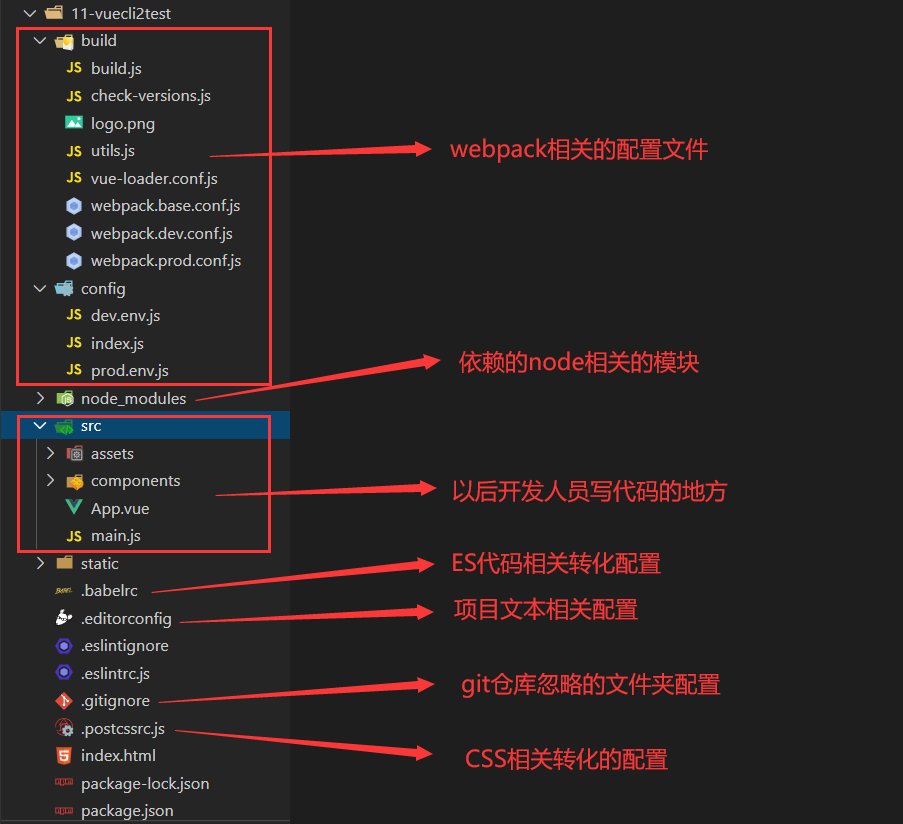 11-vuecli2test
build
build.js
check-versions.js
logo.png
utils.js
webpack相关的配置文件
vue-loader.conf.js
webpack.base.conf.js
webpack.dev.conf.js
webpack.prod.conf.js
config
dev.env.js
index.js
prod.env.js
依赖的node相关的模块
node_modules
src
assets
components
以后开发人员写代码的地方
App.vue
main.js
static
ES代码相关转化配置
.babelrc
.editorconfig
项目文本相关配置
.eslintignore
.eslintrc.js
.gitignore
git仓库忽略的文件夹配置
.postcssrc.js
index.html
CSS相关转化的配置
package-lock.json
package.json